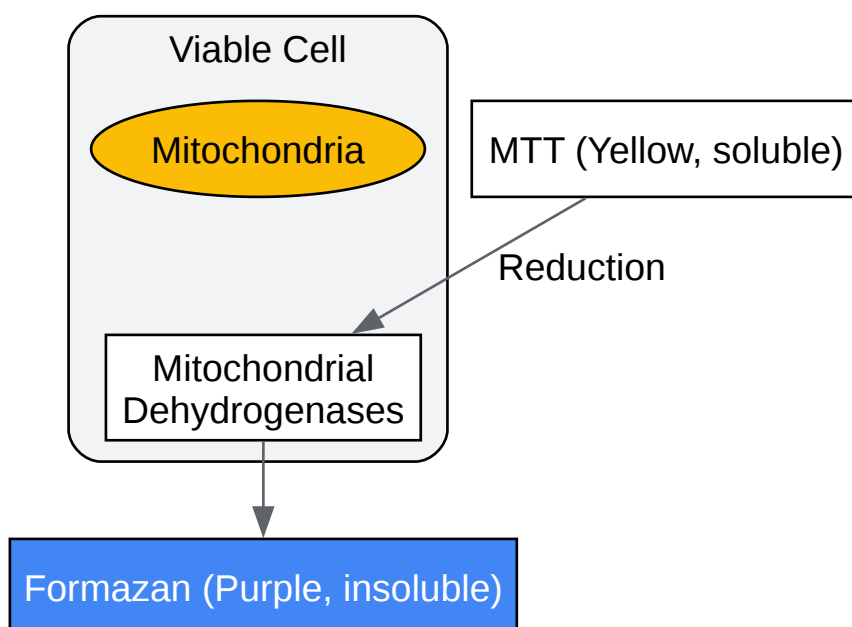 Viable Cell
Mitochondria
MTT (Yellow, soluble)
Reduction
Mitochondrial
Dehydrogenases
Formazan (Purple, insoluble)